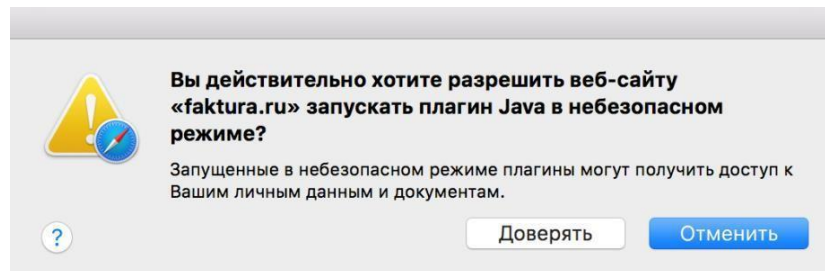 Вы действительно хотите разрешить веб-сайту
«faktura.ru» запускать плагин Java в небезопасном
режиме?
Запущенные в небезопасном режиме плагины могут получить доступ к
Вашим личным данным и документам.
?
Доверять
Отменить